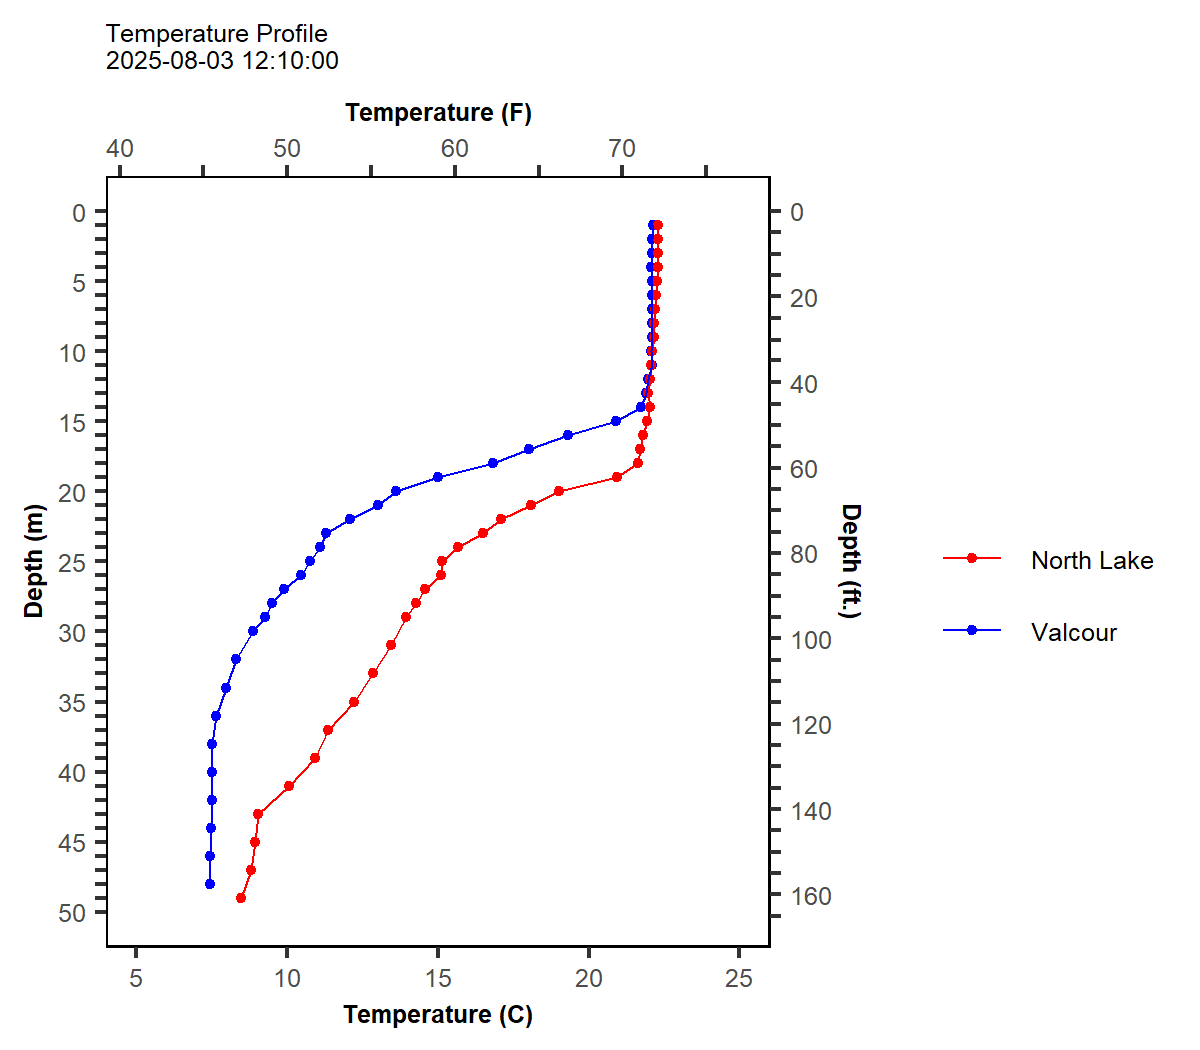 Temperature Profile
2025-08-03 12:10:00
Temperature (F)
40 50 60 70
0
5
10
15
20
25
30
35
40
45
50
Depth (m)
0
20
40
60
80
100
120
140
160
Depth (ft.)
North Lake
Valcour
5 10 15 20 25
Temperature (C)